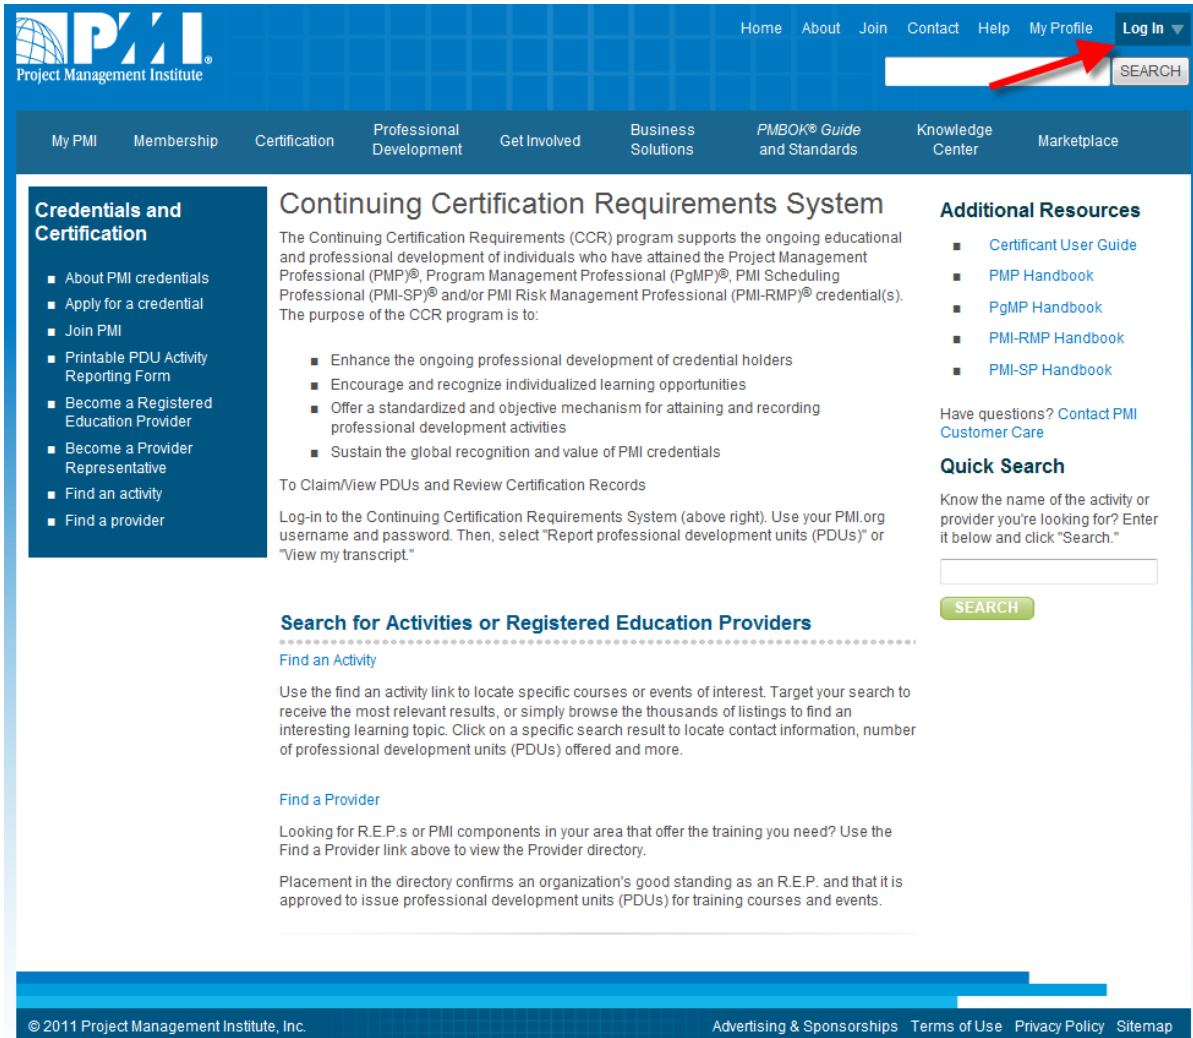 PMI®
Project Management Institute
Home About Join Contact Help My Profile Log In
SEARCH
My PMI Membership Certification Professional Development Get Involved Business Solutions PMBOK® Guide and Standards Knowledge Center Marketplace
Credentials and
Certification
About PMI credentials
Apply for a credential
Join PMI
Printable PDU Activity
Reporting Form
Become a Registered
Education Provider
Become a Provider
Representative
Find an activity
Find a provider
Continuing Certification Requirements System
The Continuing Certification Requirements (CCR) program supports the ongoing educational
and professional development of individuals who have attained the Project Management
Professional (PMP)®, Program Management Professional (PgMP)®, PMI Scheduling
Professional (PMI-SP)® and/or PMI Risk Management Professional (PMI-RMP)® credential(s).
The purpose of the CCR program is to:
Enhance the ongoing professional development of credential holders
Encourage and recognize individualized learning opportunities
Offer a standardized and objective mechanism for attaining and recording
professional development activities
Sustain the global recognition and value of PMI credentials
To Claim/View PDUs and Review Certification Records
Log-in to the Continuing Certification Requirements System (above right). Use your PMI.org
username and password. Then, select "Report professional development units (PDUs)" or
"View my transcript."
Search for Activities or Registered Education Providers
Find an Activity
Use the find an activity link to locate specific courses or events of interest. Target your search to
receive the most relevant results, or simply browse the thousands of listings to find an
interesting learning topic. Click on a specific search result to locate contact information, number
of professional development units (PDUs) offered and more.
Find a Provider
Looking for R.E.P.s or PMI components in your area that offer the training you need? Use the
Find a Provider link above to view the Provider directory.
Placement in the directory confirms an organization's good standing as an R.E.P. and that it is
approved to issue professional development units (PDUs) for training courses and events.
Additional Resources
Certificant User Guide
PMP Handbook
PgMP Handbook
PMI-RMP Handbook
PMI-SP Handbook
Have questions? Contact PMI
Customer Care
Quick Search
Know the name of the activity or
provider you're looking for? Enter
it below and click "Search."
SEARCH
© 2011 Project Management Institute, Inc.
Advertising & Sponsorships Terms of Use Privacy Policy Sitemap